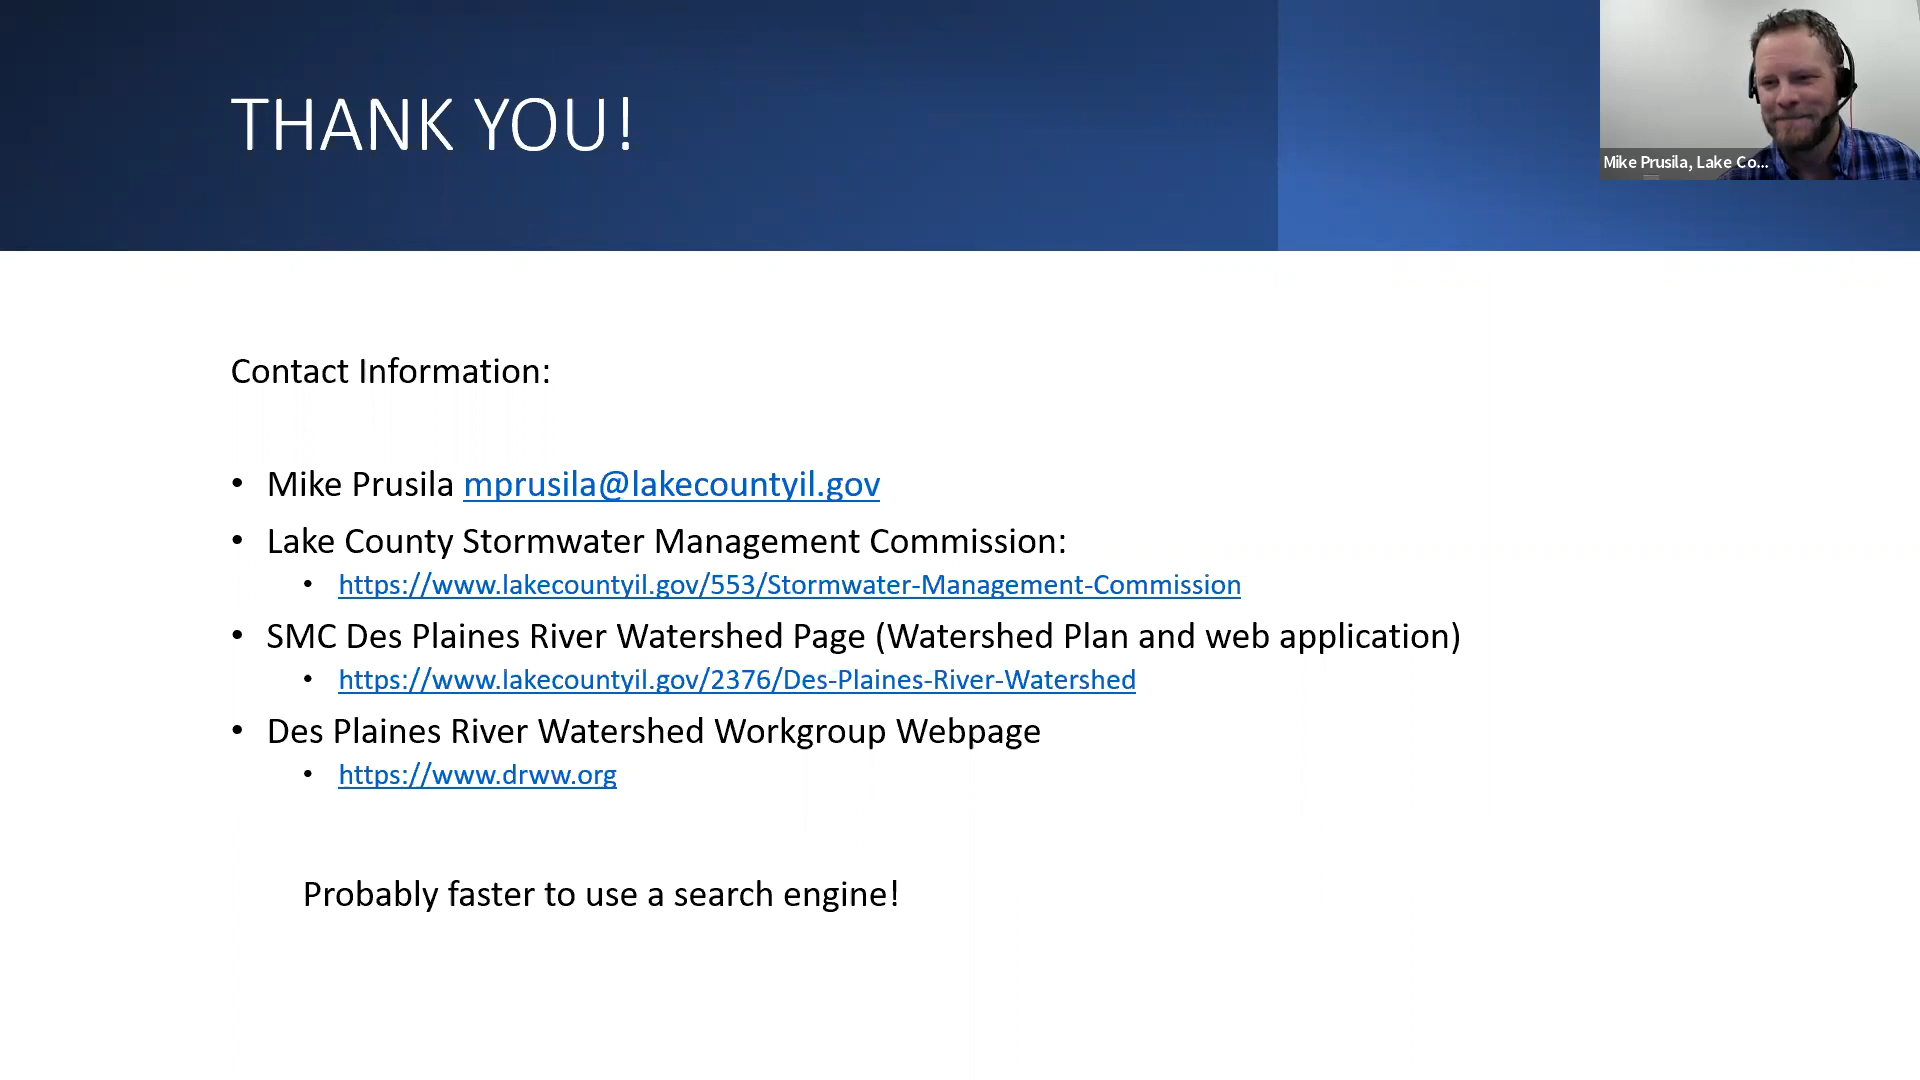 THANK YOU!
Mike Prusila, Lake Co...
Contact Information:
• Mike Prusila mprusila@lakecountyil.gov
• Lake County Stormwater Management Commission:
• https://www.lakecountyil.gov/553/Stormwater-Management-Commission
• SMC Des Plaines River Watershed Page (Watershed Plan and web application)
• https://www.lakecountyil.gov/2376/Des-Plaines-River-Watershed
• Des Plaines River Watershed Workgroup Webpage
• https://www.drww.org
Probably faster to use a search engine!